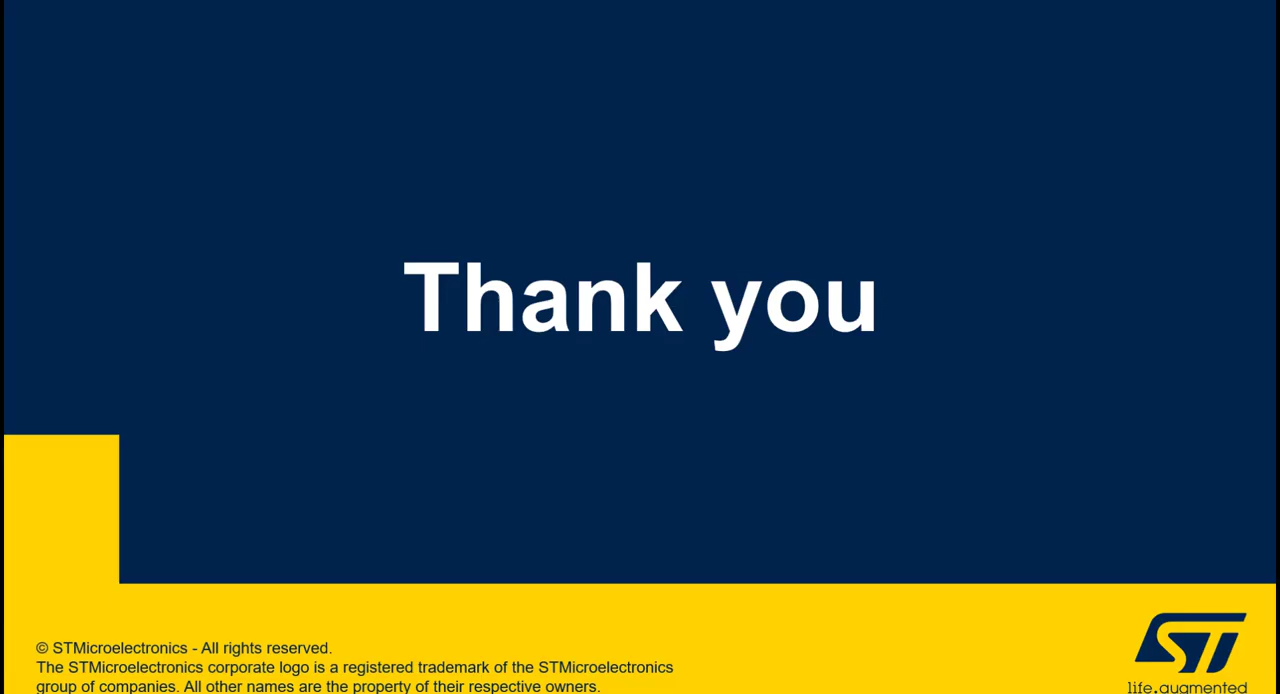 Thank you
© STMicroelectronics - All rights reserved.
The STMicroelectronics corporate logo is a registered trademark of the STMicroelectronics
group of companies. All other names are the property of their respective owners.
ST
life.augmented